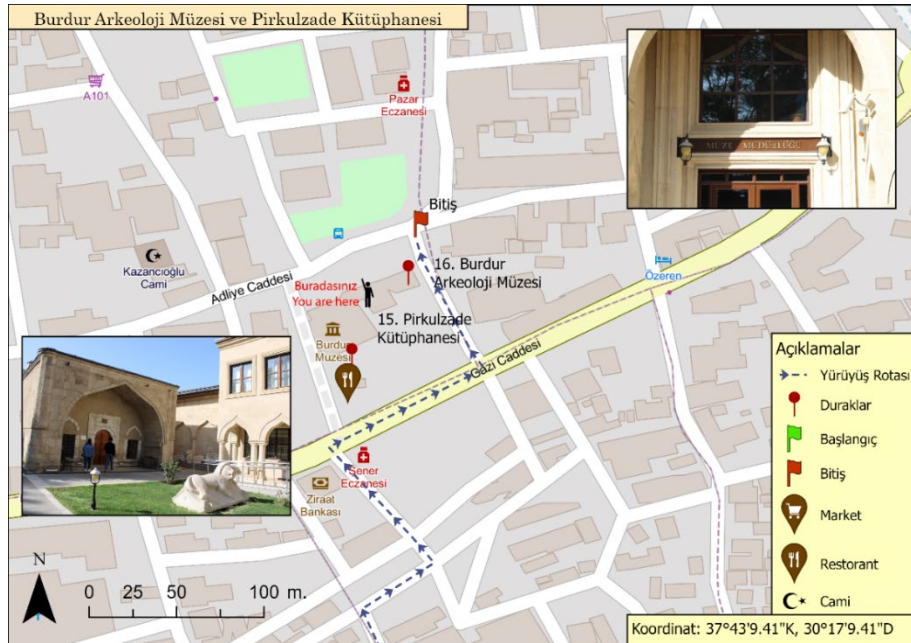 Burdur Arkeoloji Müzesi ve Pirkulzade Kütüphanesi
A101
Pazar
Eczanesi
MÜZE MÜDÜRLÜĞÜ
Bitiş
Kazancıoğlu
Cami
Adliye Caddesi
16. Burdur
Arkeoloji Müzesi
Özeren
Buradasınız
You are here
15. Pirkulzade
Kütüphanesi
Burdur
Müzesi
Gazi Caddesi
Şener
Eczanesi
Ziraat
Bankası
Açıklamalar
Yürüyüş Rotası
Duraklar
Başlangıç
Bitiş
Market
Restorant
Cami
N
0 25 50 100 m.
Koordinat: 37°43'9.41"K, 30°17'9.41"D